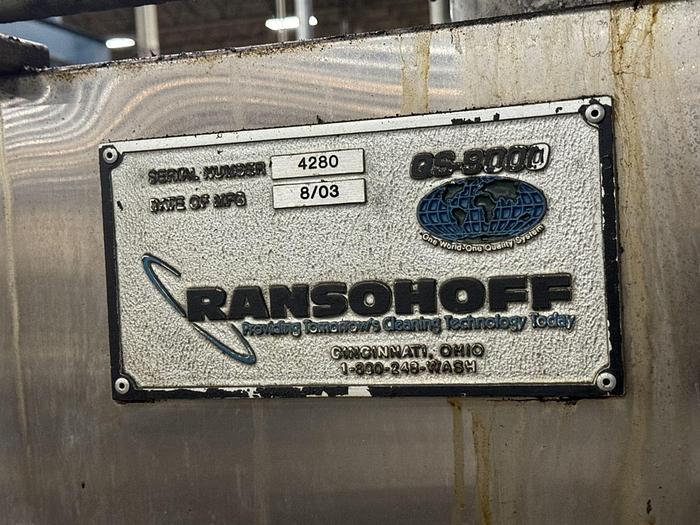 SERIAL NUMBER 4280
DATE OF MFG 8/03
QS-9000
One World-One Quality System
RANSOHOFF
Providing Tomorrow's Cleaning Technology Today
CINCINNATI, OHIO
1-800-248-WASH